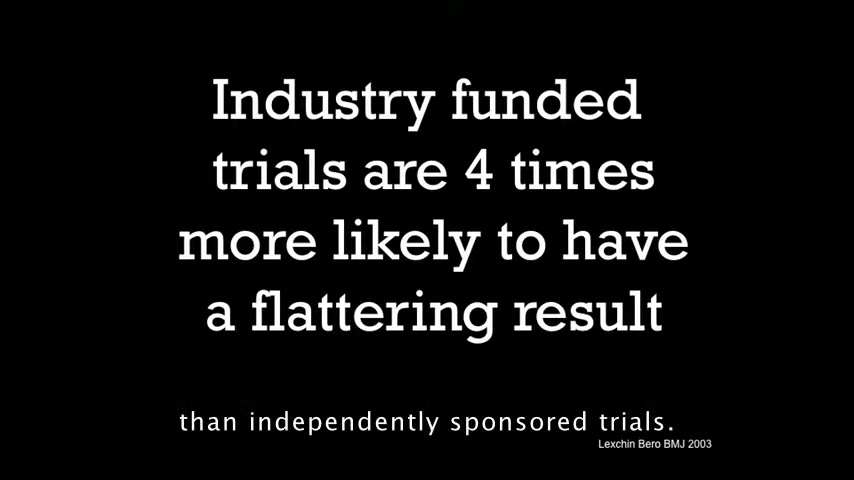 Industry funded
trials are 4 times
more likely to have
a flattering result
than independently sponsored trials.
Lexchin Bero BMJ 2003